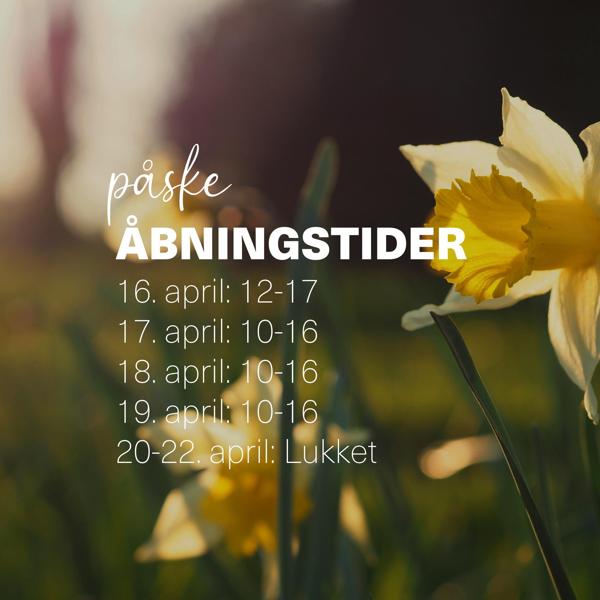 påske
ÅBNINGSTIDER
16. april: 12-17
17. april: 10-16
18. april: 10-16
19. april: 10-16
20-22. april: Lukket